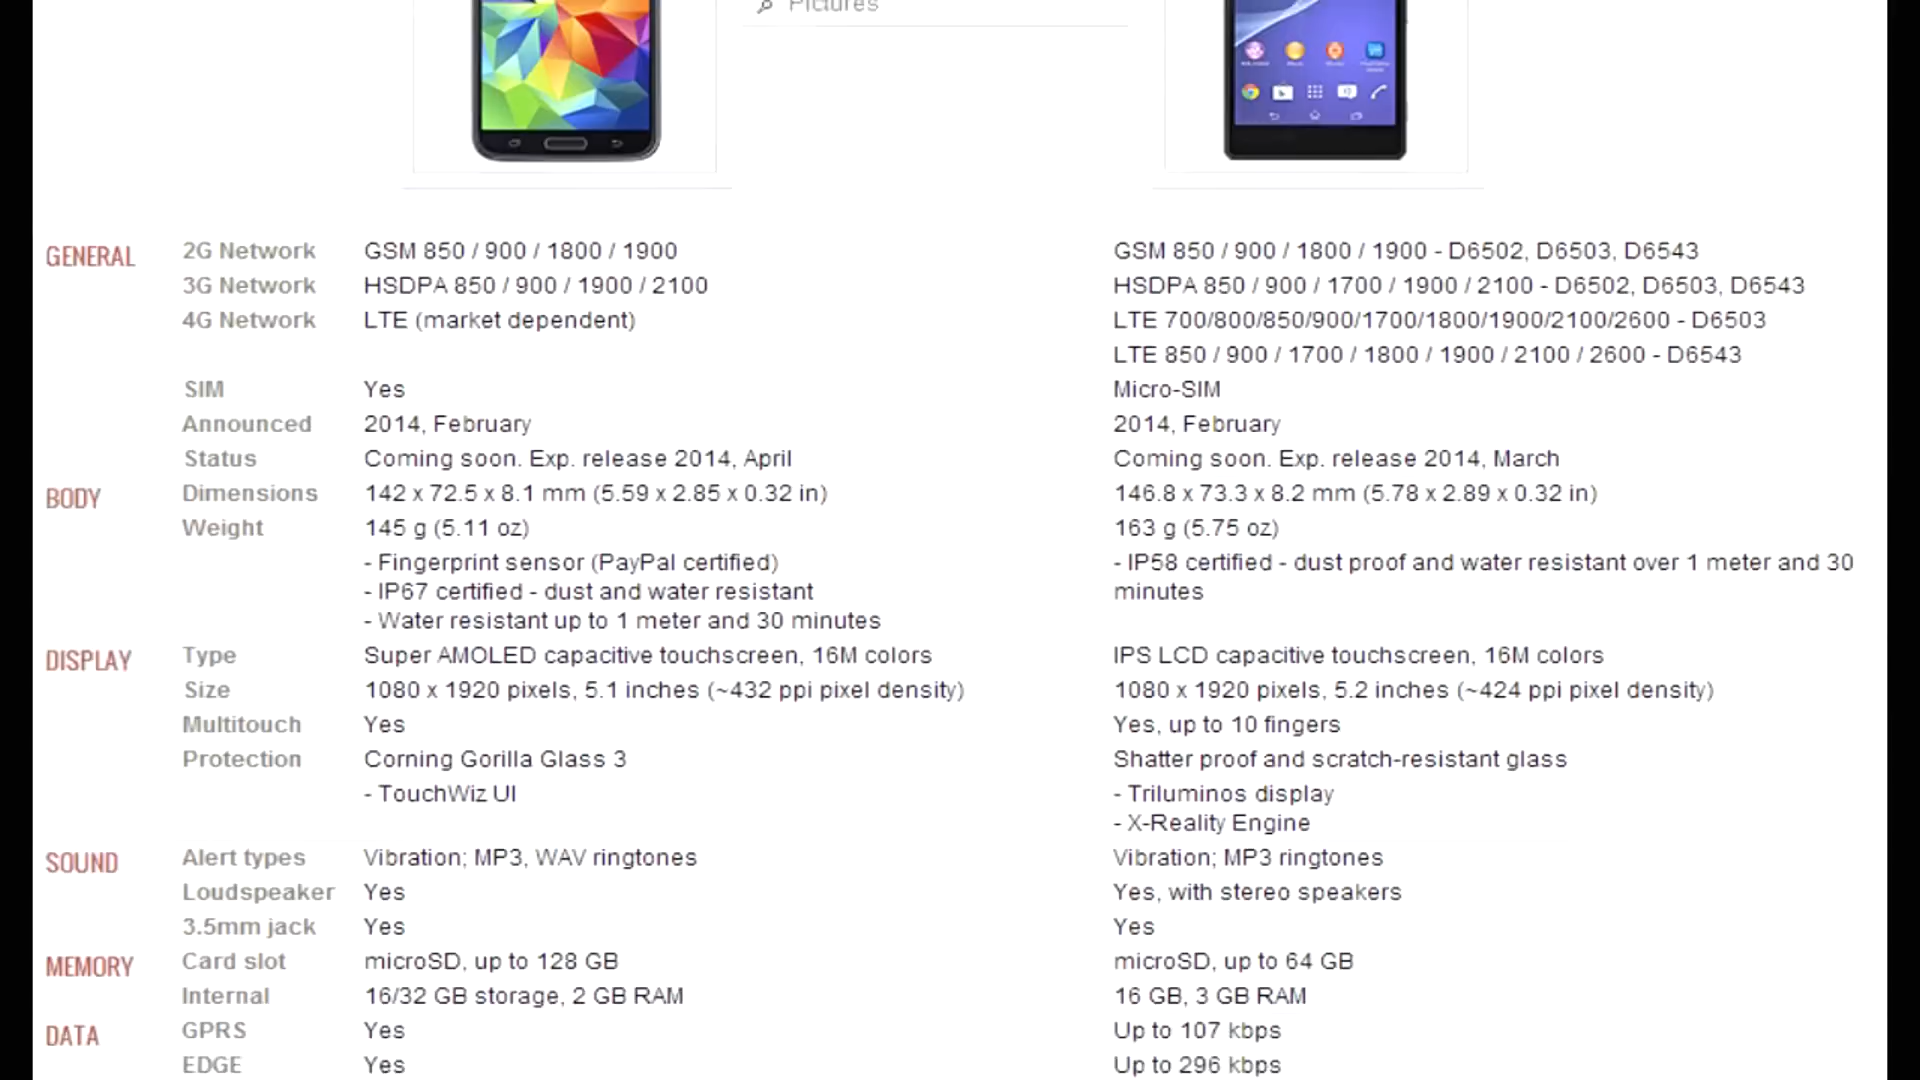 Pictures
GENERAL 2G Network GSM 850 / 900 / 1800 / 1900 GSM 850 / 900 / 1800 / 1900 - D6502, D6503, D6543
3G Network HSDPA 850 / 900 / 1900 / 2100 HSDPA 850 / 900 / 1700 / 1900 / 2100 - D6502, D6503, D6543
4G Network LTE (market dependent) LTE 700/800/850/900/1700/1800/1900/2100/2600 - D6503
LTE 850 / 900 / 1700 / 1800 / 1900 / 2100 / 2600 - D6543
SIM Yes Micro-SIM
Announced 2014, February 2014, February
Status Coming soon. Exp. release 2014, April Coming soon. Exp. release 2014, March
BODY Dimensions 142 x 72.5 x 8.1 mm (5.59 x 2.85 x 0.32 in) 146.8 x 73.3 x 8.2 mm (5.78 x 2.89 x 0.32 in)
Weight 145 g (5.11 oz) 163 g (5.75 oz)
- Fingerprint sensor (PayPal certified) - IP58 certified - dust proof and water resistant over 1 meter and 30
- IP67 certified - dust and water resistant minutes
- Water resistant up to 1 meter and 30 minutes
DISPLAY Type Super AMOLED capacitive touchscreen, 16M colors IPS LCD capacitive touchscreen, 16M colors
Size 1080 x 1920 pixels, 5.1 inches (~432 ppi pixel density) 1080 x 1920 pixels, 5.2 inches (~424 ppi pixel density)
Multitouch Yes Yes, up to 10 fingers
Protection Corning Gorilla Glass 3 Shatter proof and scratch-resistant glass
- TouchWiz UI - Triluminos display
- X-Reality Engine
SOUND Alert types Vibration; MP3, WAV ringtones Vibration; MP3 ringtones
Loudspeaker Yes Yes, with stereo speakers
3.5mm jack Yes Yes
MEMORY Card slot microSD, up to 128 GB microSD, up to 64 GB
Internal 16/32 GB storage, 2 GB RAM 16 GB, 3 GB RAM
DATA GPRS Yes Up to 107 kbps
EDGE Yes Up to 296 kbps